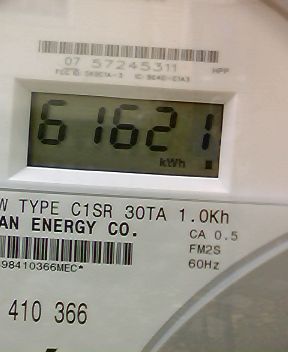 07 57245311
HPP
61621
kWh
W TYPE C1SR 30TA 1.0Kh
AN ENERGY CO.
CA 0.5
FM2S
60Hz
98410366MEC*
410 366